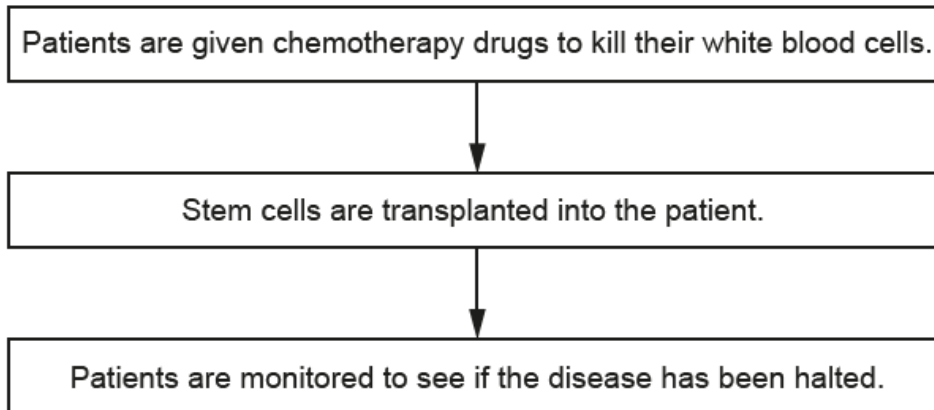 Patients are given chemotherapy drugs to kill their white blood cells.
Stem cells are transplanted into the patient.
Patients are monitored to see if the disease has been halted.